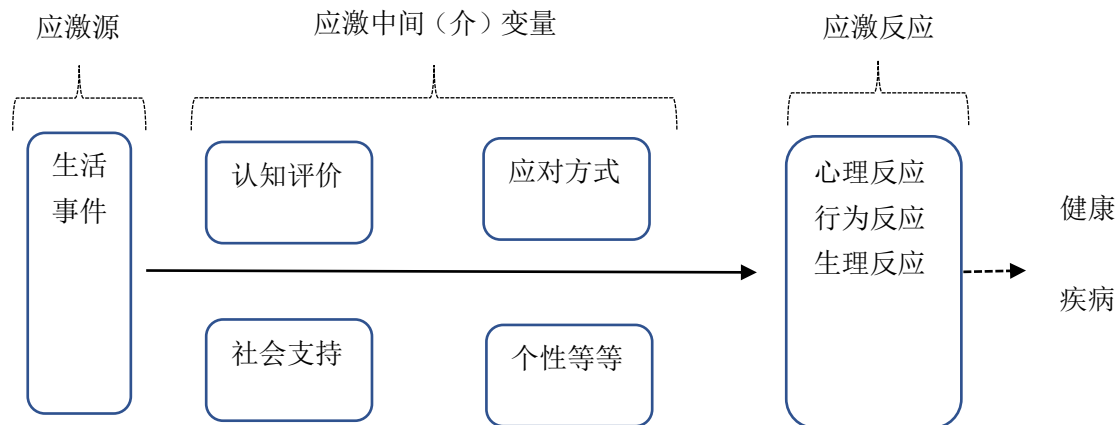 应激源
应激中间（介）变量
应激反应
生活
事件
认知评价
应对方式
社会支持
个性等等
心理反应
行为反应
生理反应
健康
疾病